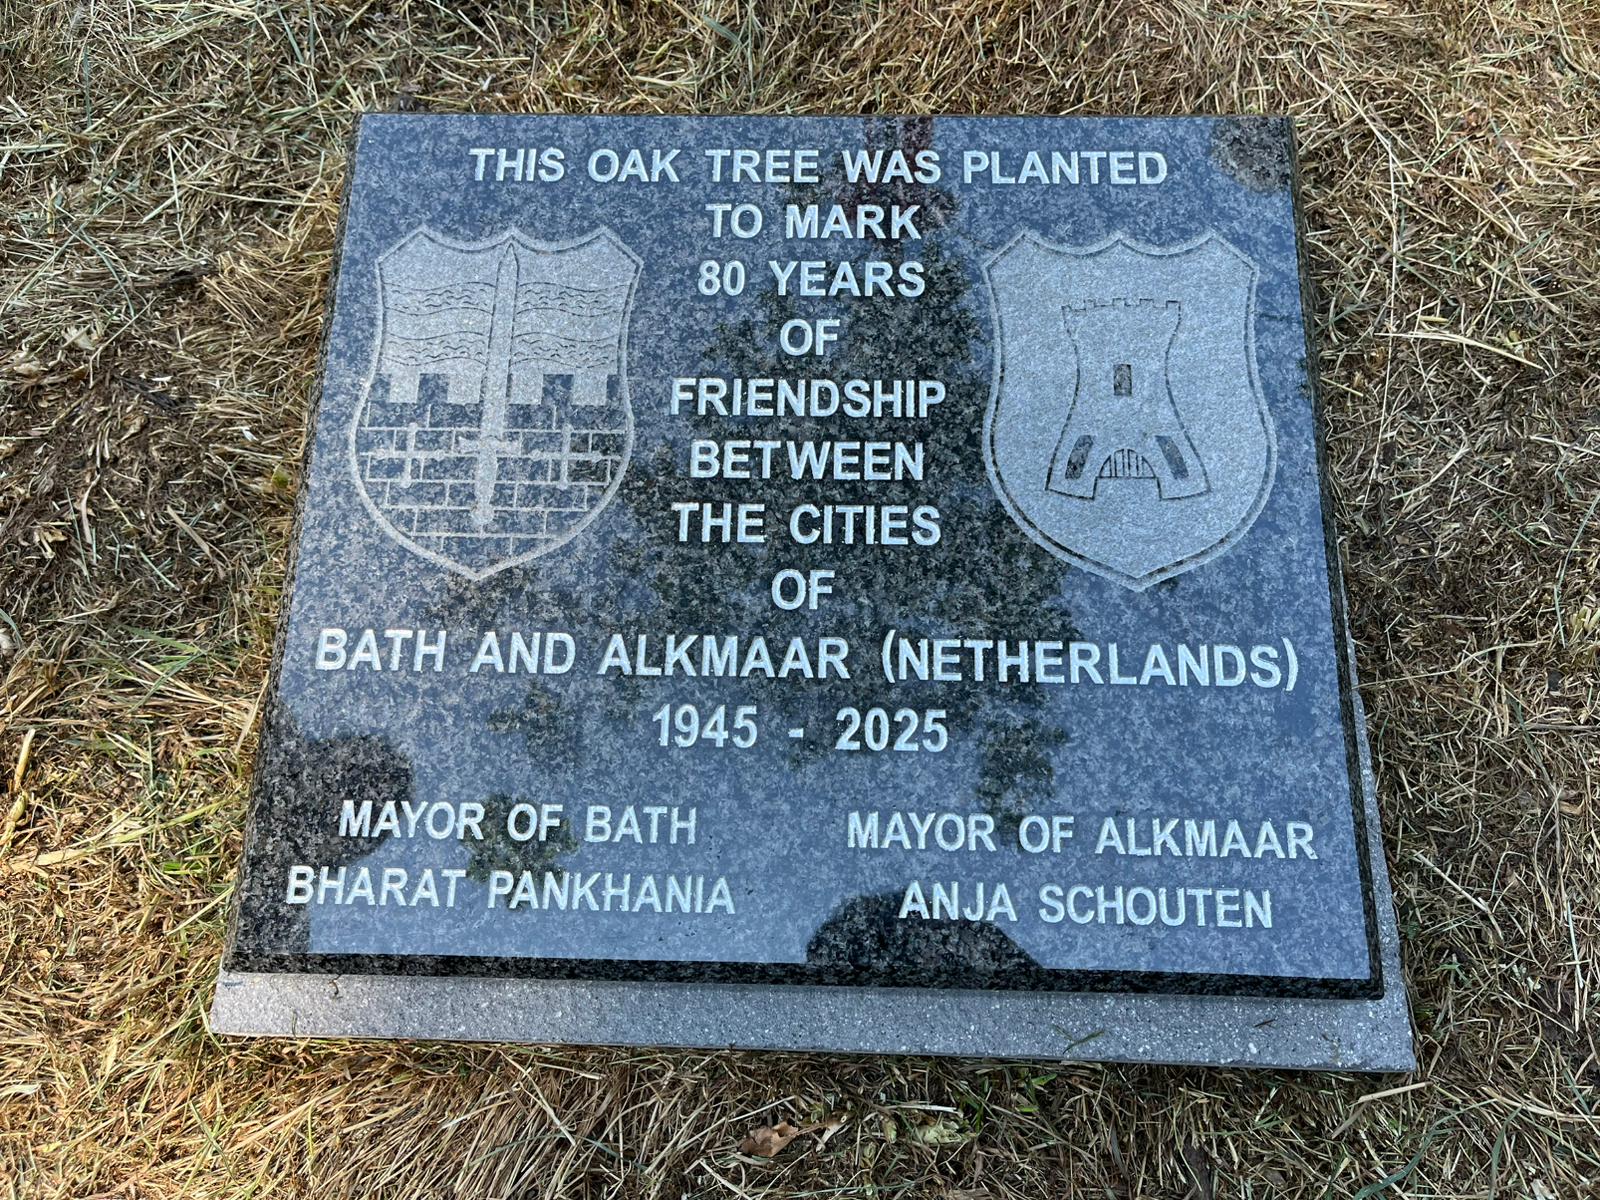 THIS OAK TREE WAS PLANTED
TO MARK
80 YEARS
OF
FRIENDSHIP
BETWEEN
THE CITIES
OF
BATH AND ALKMAAR (NETHERLANDS)
1945 - 2025
MAYOR OF BATH
BHARAT PANKHANIA
MAYOR OF ALKMAAR
ANJA SCHOUTEN